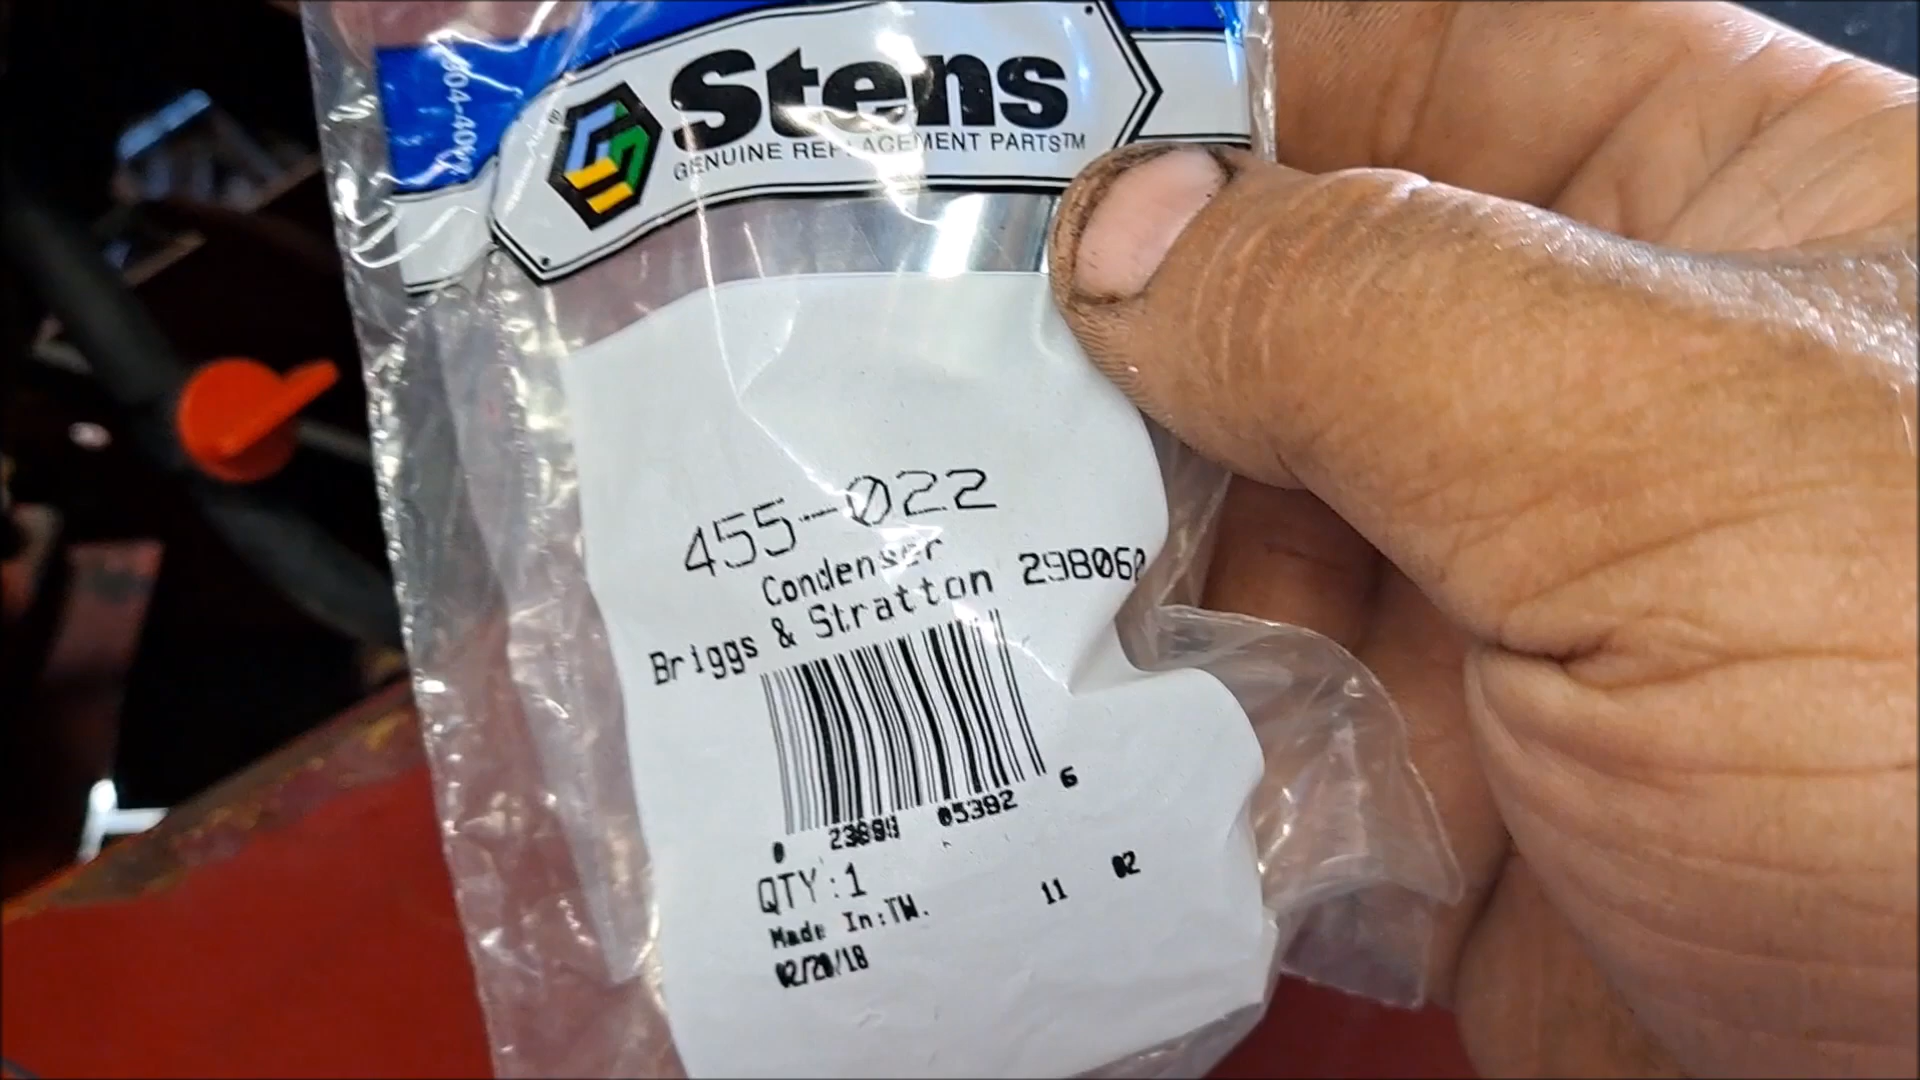 Stens
GENUINE REPLACEMENT PARTS™
455-022
Condenser
Briggs & Stratton 298060
05392 6
0
QTY:1
Made In:TW.
11 02
02/20/18